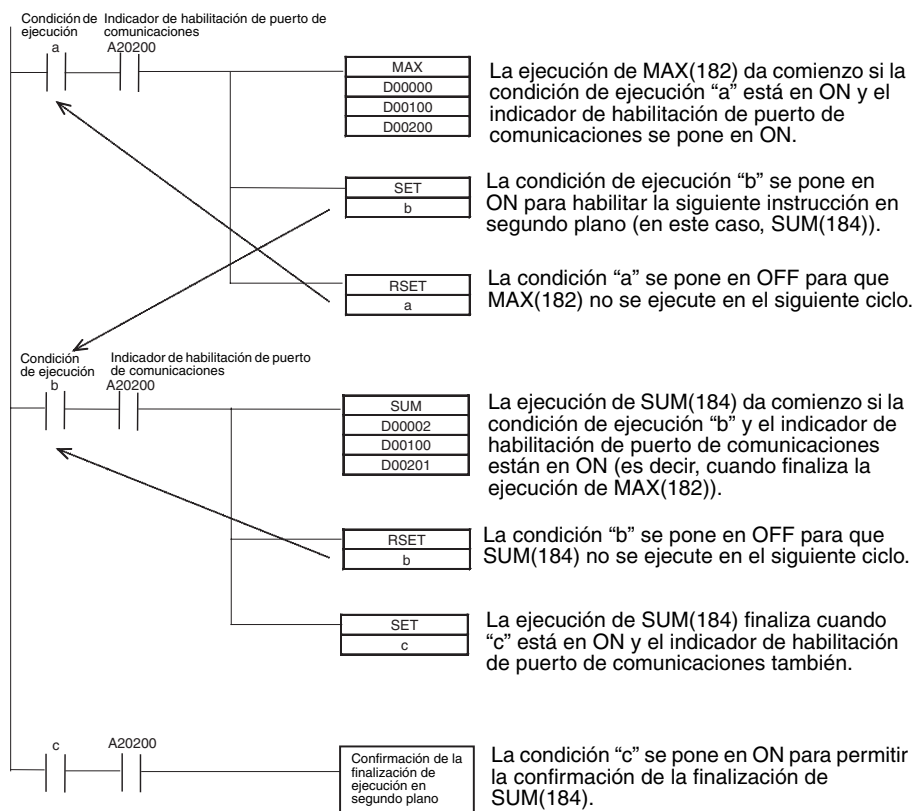 Condición de
ejecución
a
Indicador de habilitación de puerto de
comunicaciones
A20200
MAX
D00000
D00100
D00200
La ejecución de MAX(182) da comienzo si la
condición de ejecución “a” está en ON y el
indicador de habilitación de puerto de
comunicaciones se pone en ON.
SET
b
La condición de ejecución “b” se pone en
ON para habilitar la siguiente instrucción en
segundo plano (en este caso, SUM(184)).
RSET
a
La condición “a” se pone en OFF para que
MAX(182) no se ejecute en el siguiente ciclo.
Condición
de ejecución
b
Indicador de habilitación de puerto
de comunicaciones
A20200
SUM
D00002
D00100
D00201
La ejecución de SUM(184) da comienzo si la
condición de ejecución “b” y el indicador de
habilitación de puerto de comunicaciones
están en ON (es decir, cuando finaliza la
ejecución de MAX(182)).
RSET
b
La condición “b” se pone en OFF para que
SUM(184) no se ejecute en el siguiente ciclo.
SET
c
La ejecución de SUM(184) finaliza cuando
“c” está en ON y el indicador de habilitación
de puerto de comunicaciones también.
c
A20200
Confirmación de la
finalización de
ejecución en
segundo plano
La condición “c” se pone en ON para permitir
la confirmación de la finalización de
SUM(184).